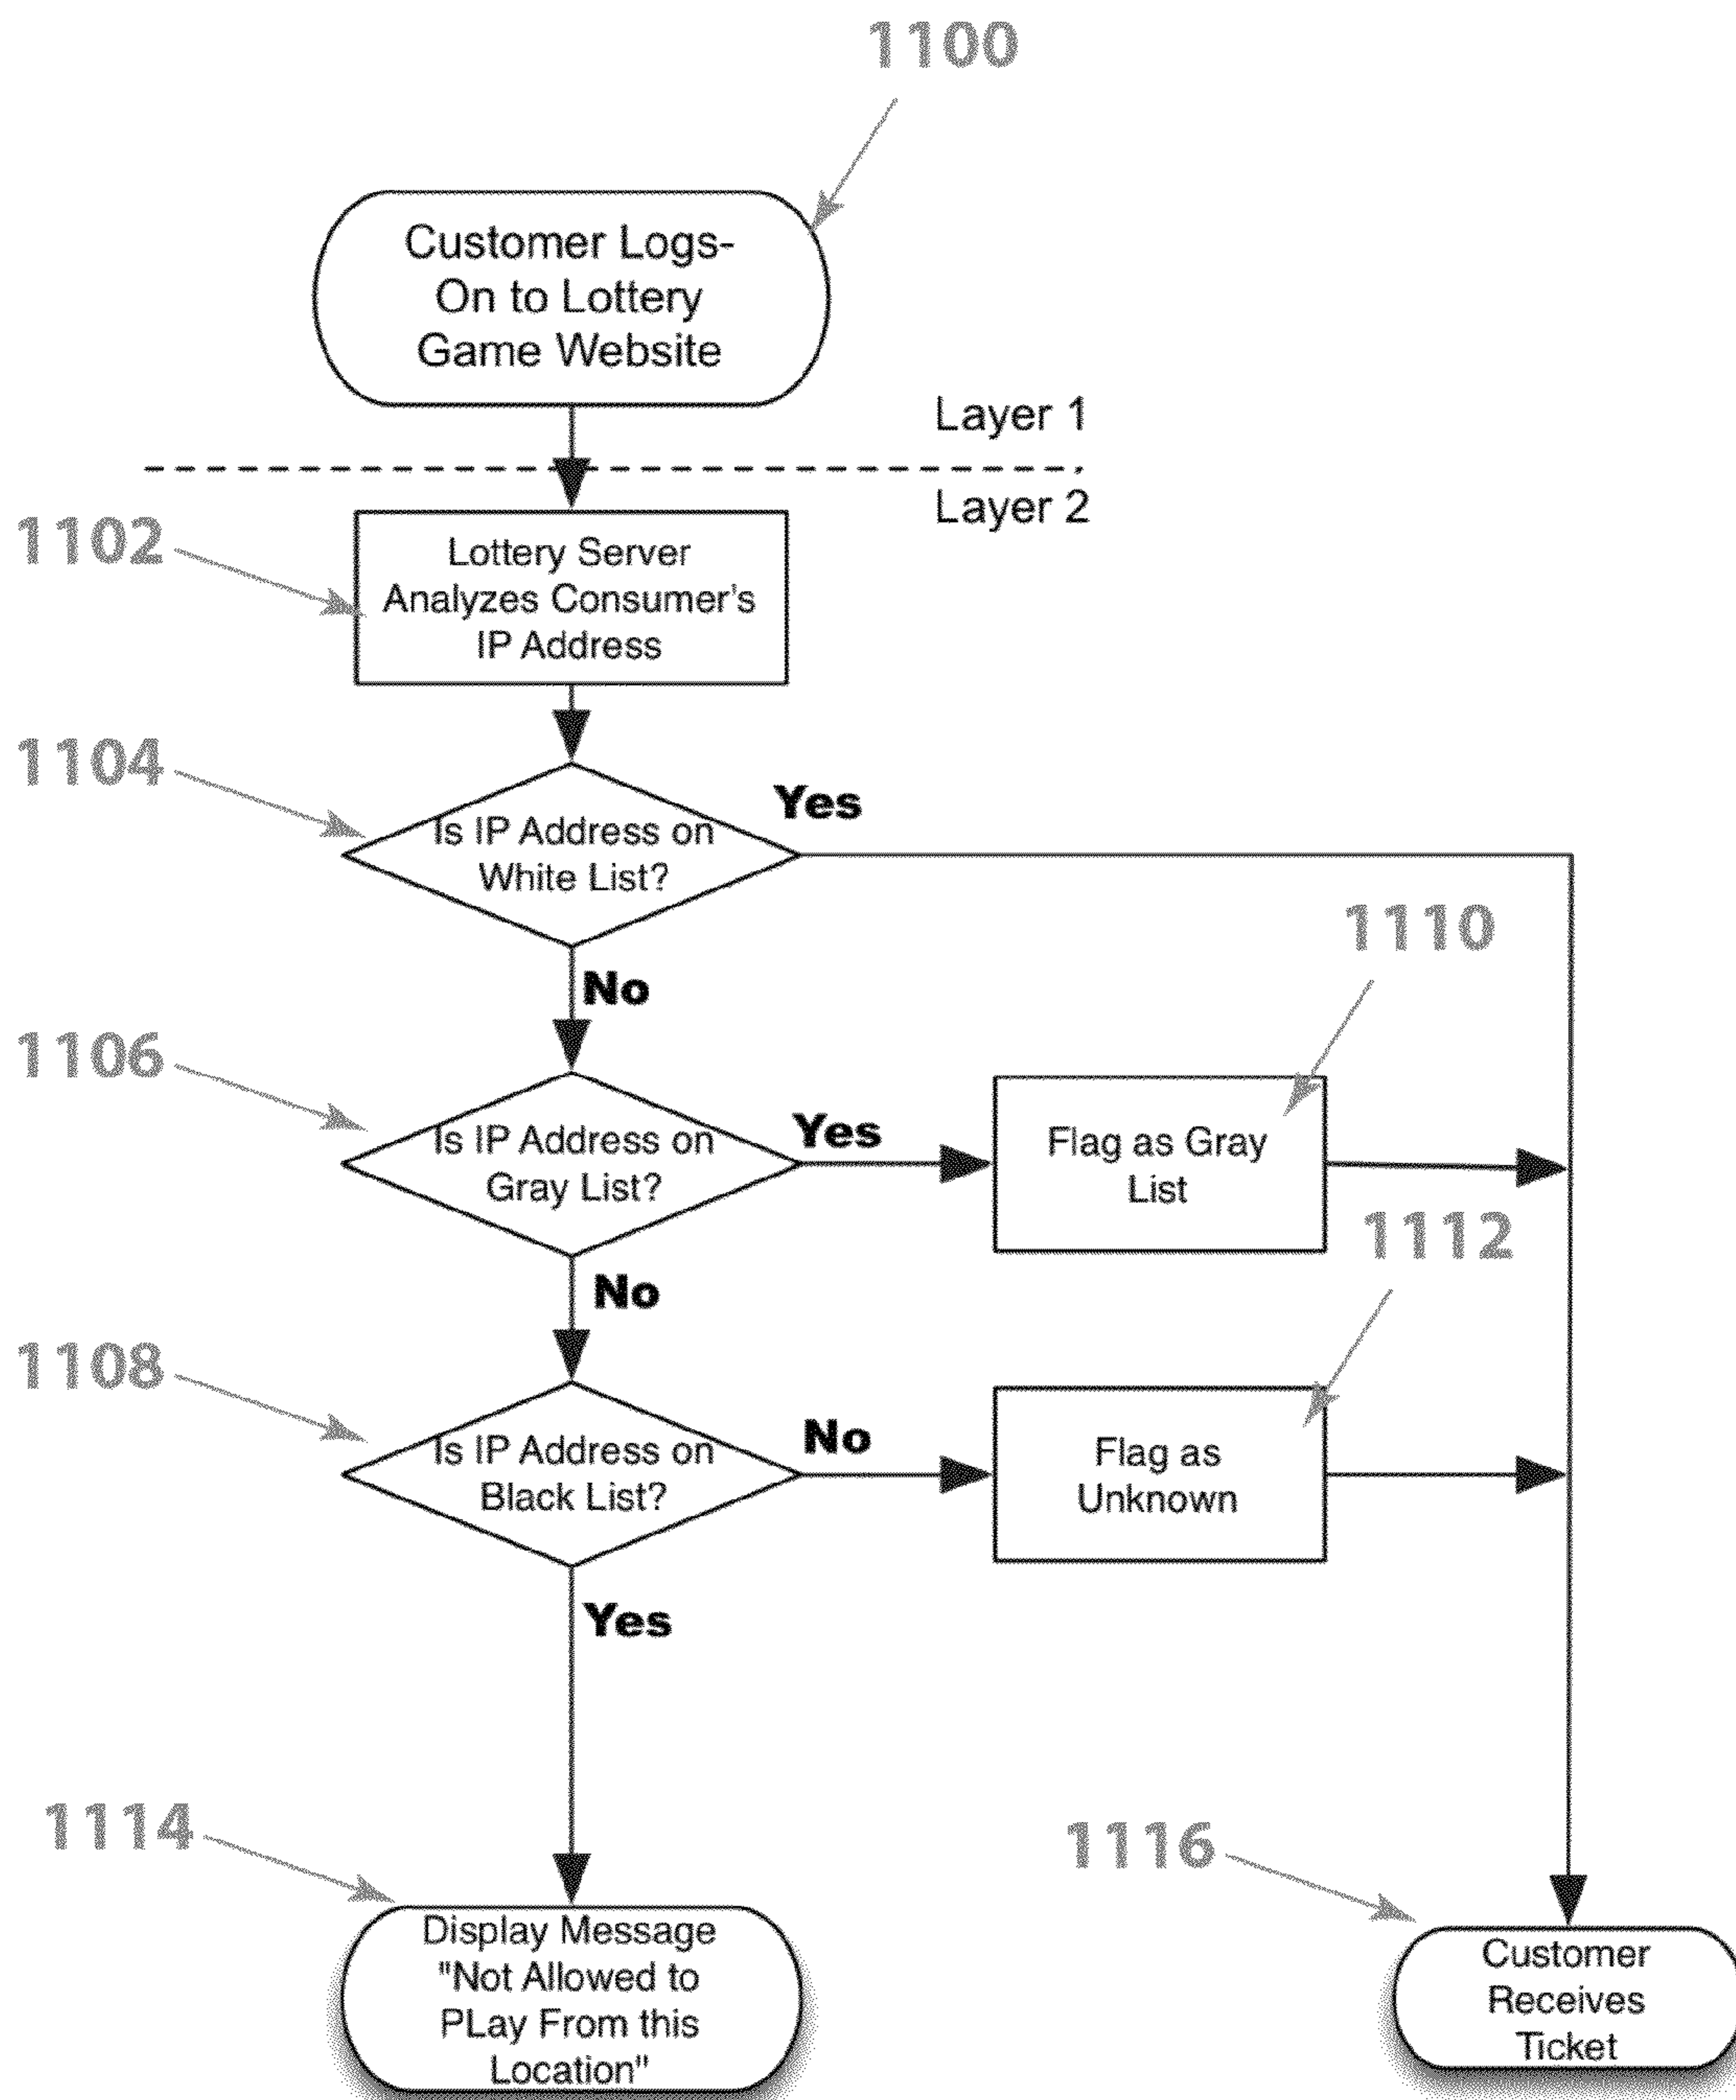 1100
Customer Logs-
On to Lottery
Game Website
Layer 1
Layer 2
1102
Lottery Server
Analyzes Consumer's
IP Address
1104
Is IP Address on
White List?
Yes
No
1110
1106
Is IP Address on
Gray List?
Yes
Flag as Gray
List
No
1112
1108
Is IP Address on
Black List?
No
Flag as
Unknown
Yes
1114
Display Message
"Not Allowed to
PLay From this
Location"
1116
Customer
Receives
Ticket